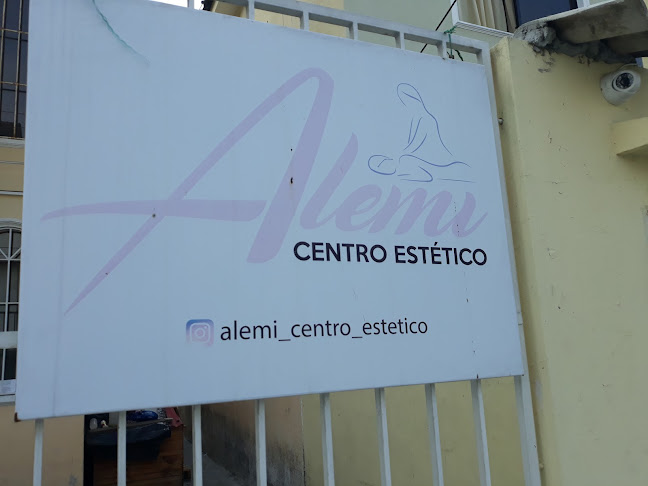 Alemi
CENTRO ESTÉTICO
alemi_centro_estetico